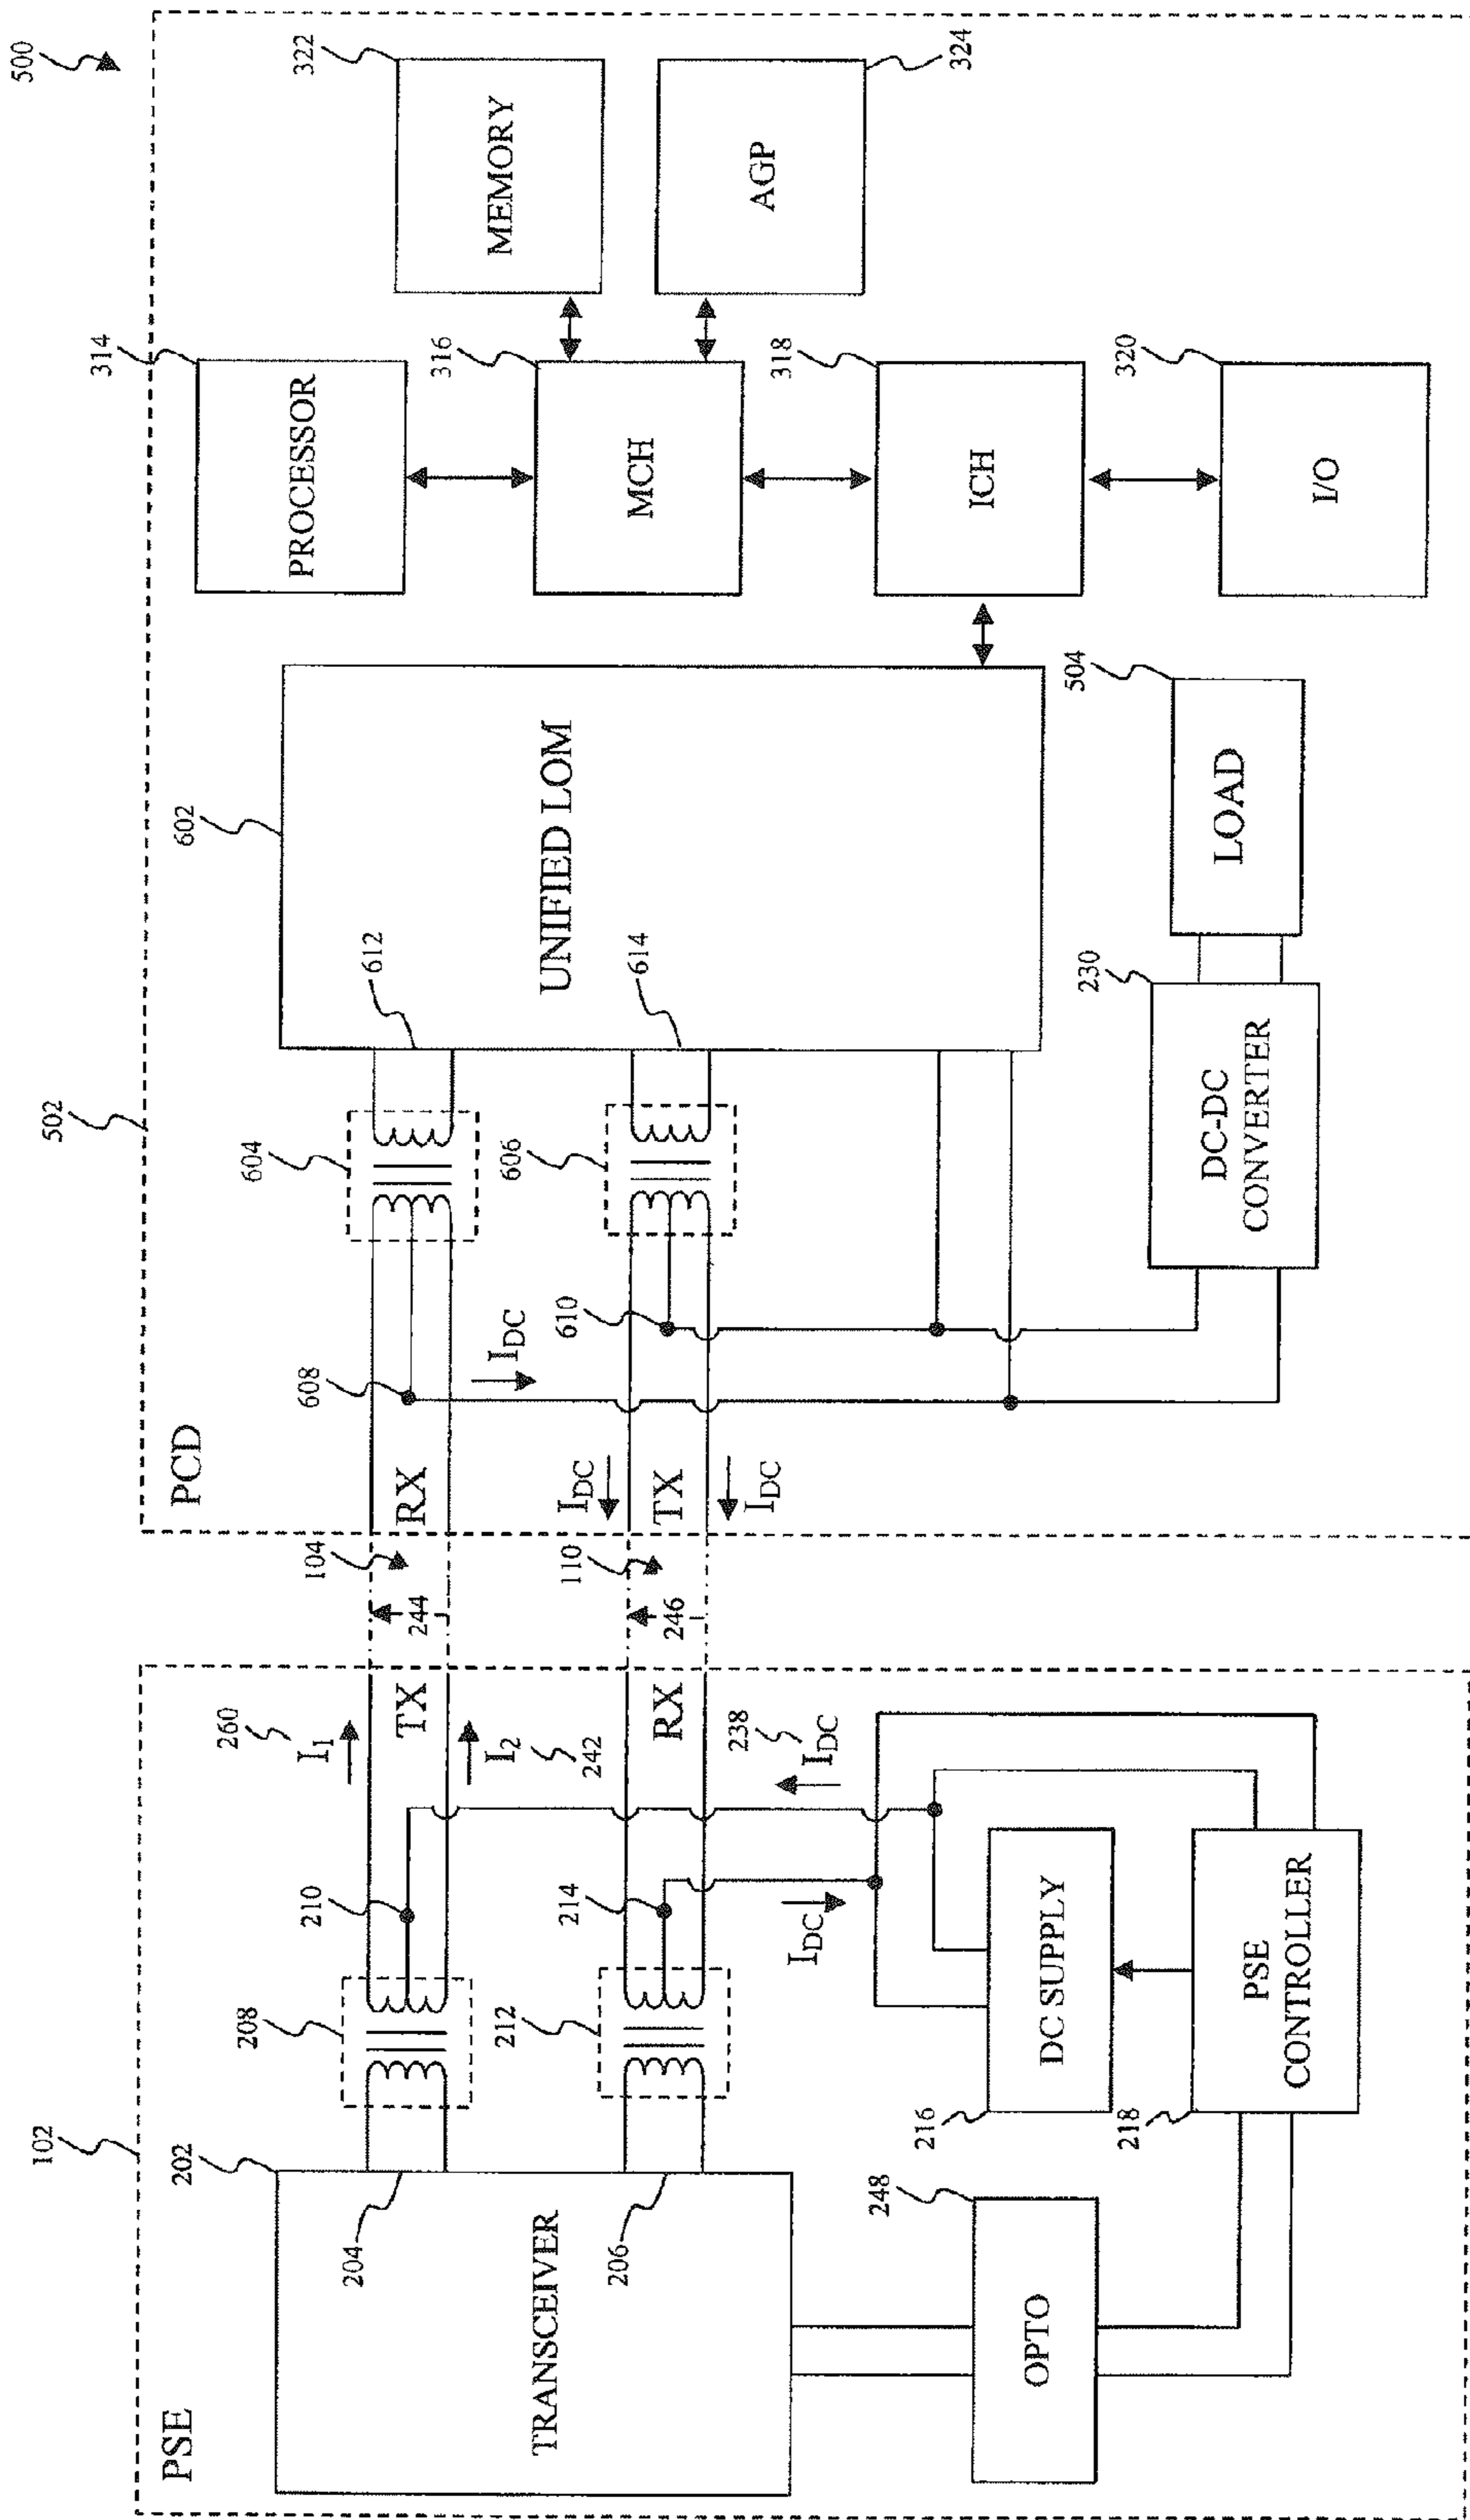 500
PSE
102
202
TRANSCEIVER
204
206
208
210
212
214
260
I1
TX
I2
242
RX
238
IDC
IDC
DC SUPPLY
216
PSE CONTROLLER
218
OPTO
248
244
104
246
110
PCD
502
RX
TX
IDC
IDC
IDC
608
610
604
606
612
614
602
UNIFIED LOM
DC-DC CONVERTER
230
LOAD
504
PROCESSOR
314
MCH
316
ICH
318
I/O
320
MEMORY
322
AGP
324